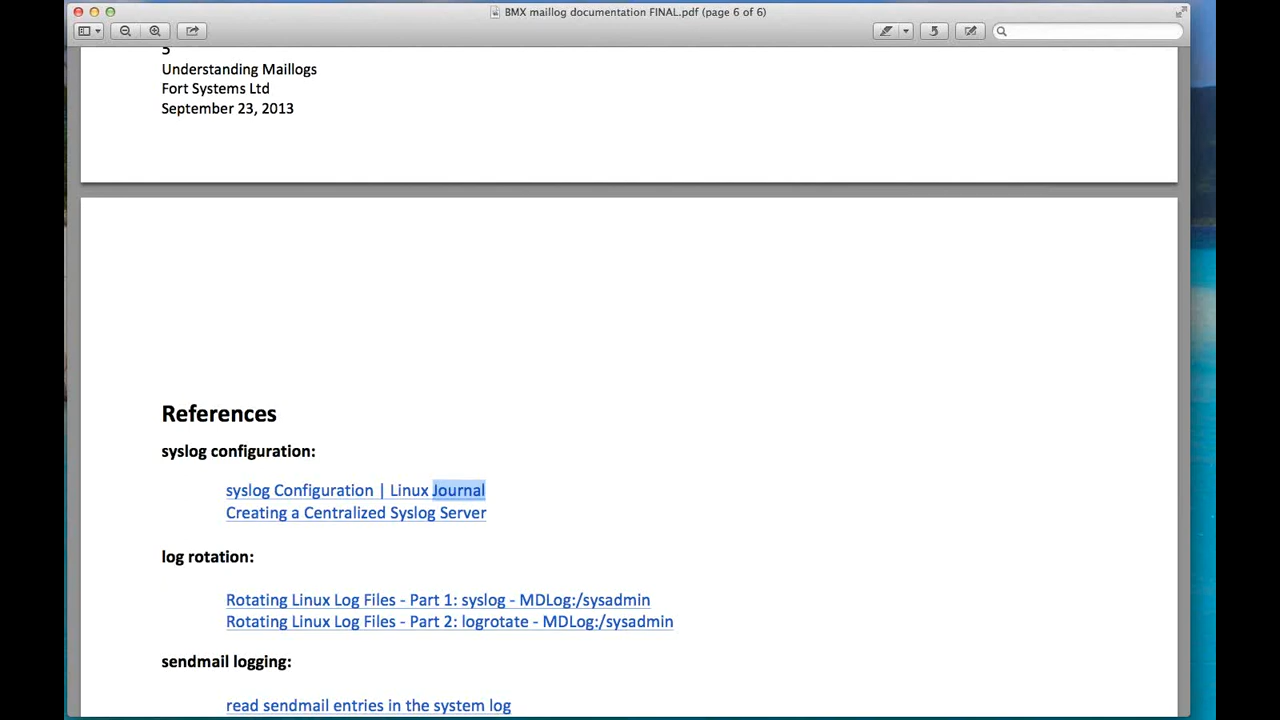 BMX maillog documentation FINAL.pdf (page 6 of 6)
5
Understanding Maillogs
Fort Systems Ltd
September 23, 2013
References
syslog configuration:
syslog Configuration | Linux Journal
Creating a Centralized Syslog Server
log rotation:
Rotating Linux Log Files - Part 1: syslog - MDLog:/sysadmin
Rotating Linux Log Files - Part 2: logrotate - MDLog:/sysadmin
sendmail logging:
read sendmail entries in the system log